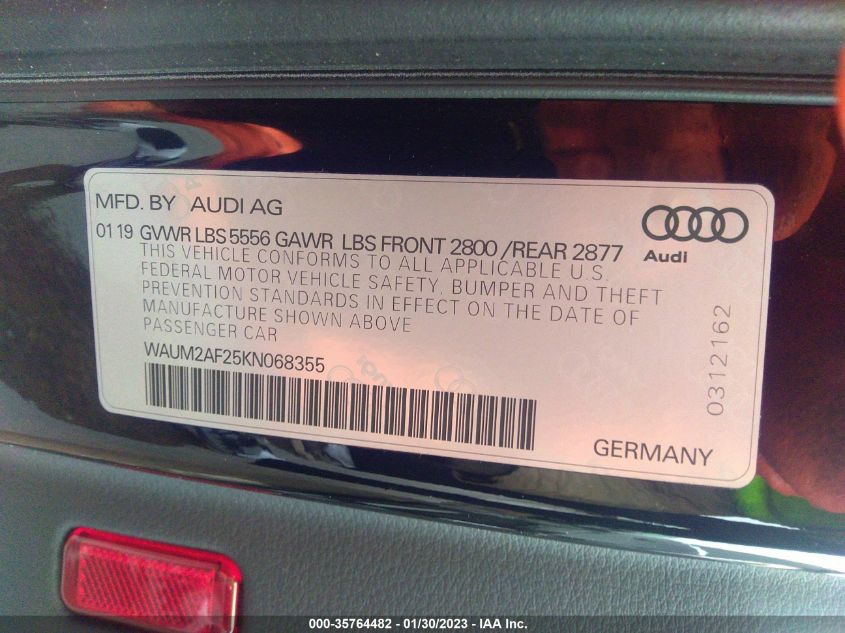 MFD. BY AUDI AG
01 19 GVWR LBS 5556 GAWR LBS FRONT 2800 /REAR 2877
THIS VEHICLE CONFORMS TO ALL APPLICABLE U.S.
FEDERAL MOTOR VEHICLE SAFETY, BUMPER AND THEFT
PREVENTION STANDARDS IN EFFECT ON THE DATE OF
MANUFACTURE SHOWN ABOVE
PASSENGER CAR
WAUM2AF25KN068355
Audi
0312162
GERMANY
000-35764482 - 01/30/2023 - IAA Inc.